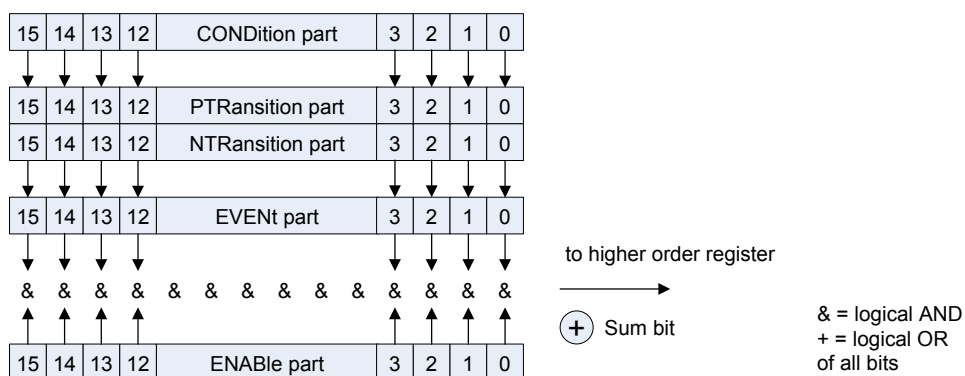 15 14 13 12 CONDition part 3 2 1 0
15 14 13 12 PTRansition part 3 2 1 0
15 14 13 12 NTRansition part 3 2 1 0
15 14 13 12 EVENt part 3 2 1 0
to higher order register
& & & & & & & & & & & & & &
+ Sum bit
& = logical AND
+ = logical OR
of all bits
15 14 13 12 ENABle part 3 2 1 0